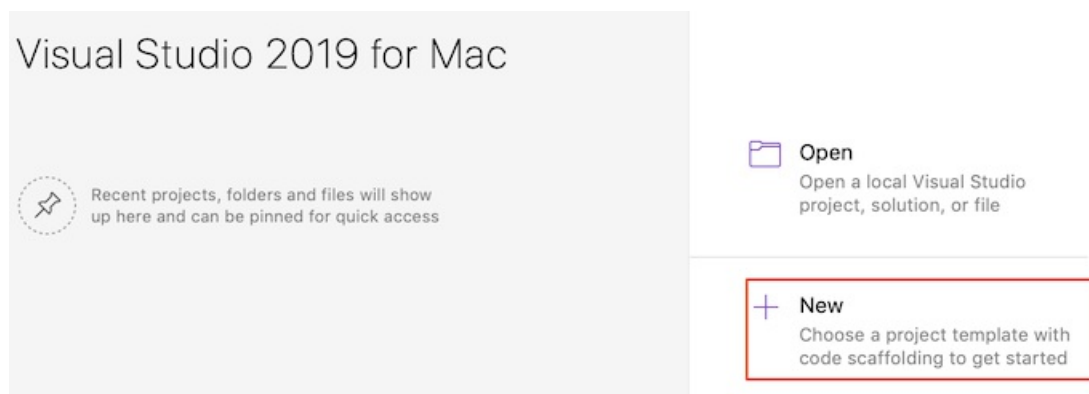 Visual Studio 2019 for Mac
Recent projects, folders and files will show
up here and can be pinned for quick access
Open
Open a local Visual Studio
project, solution, or file
New
Choose a project template with
code scaffolding to get started